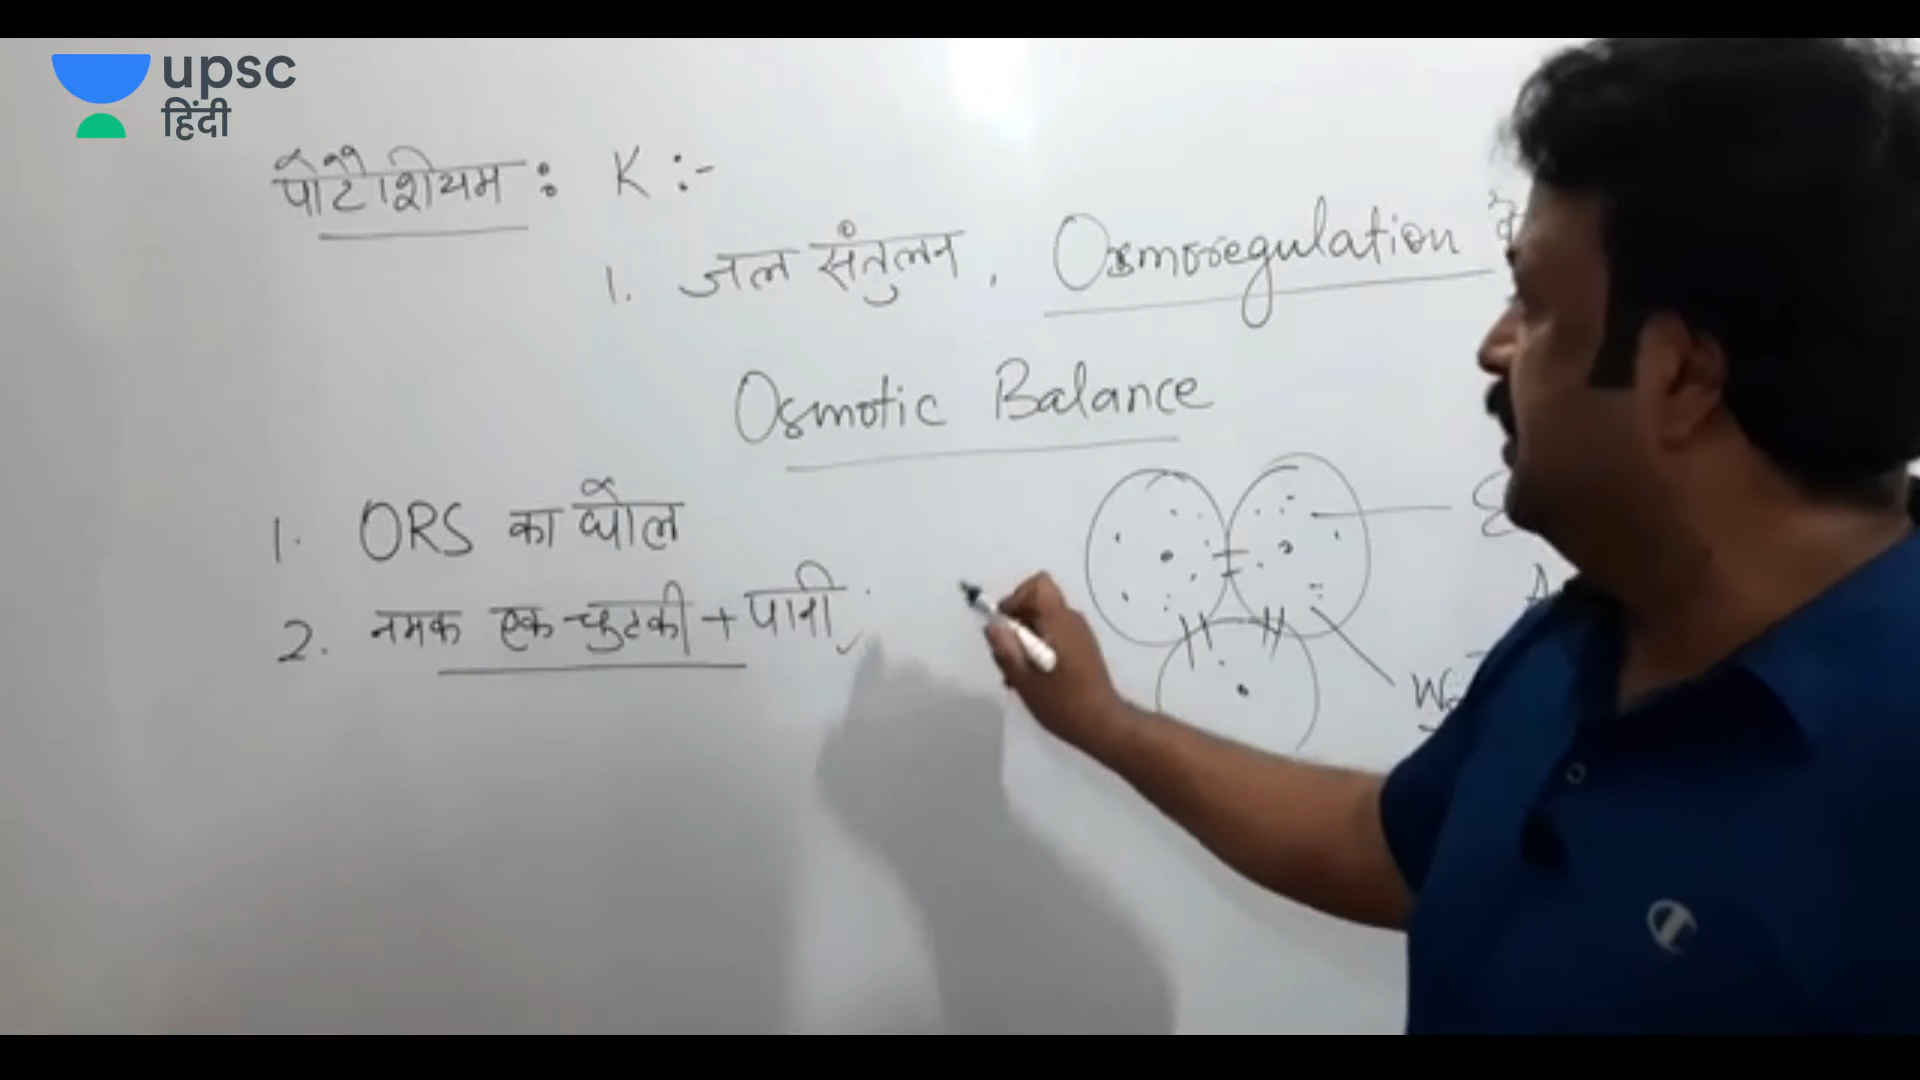 upsc
हिंदी
पोटैशियम : K :-
1. जल संतुलन, Osmoregulation
Osmotic Balance
1. ORS का घोल
2. नमक एक चुटकी + पानी